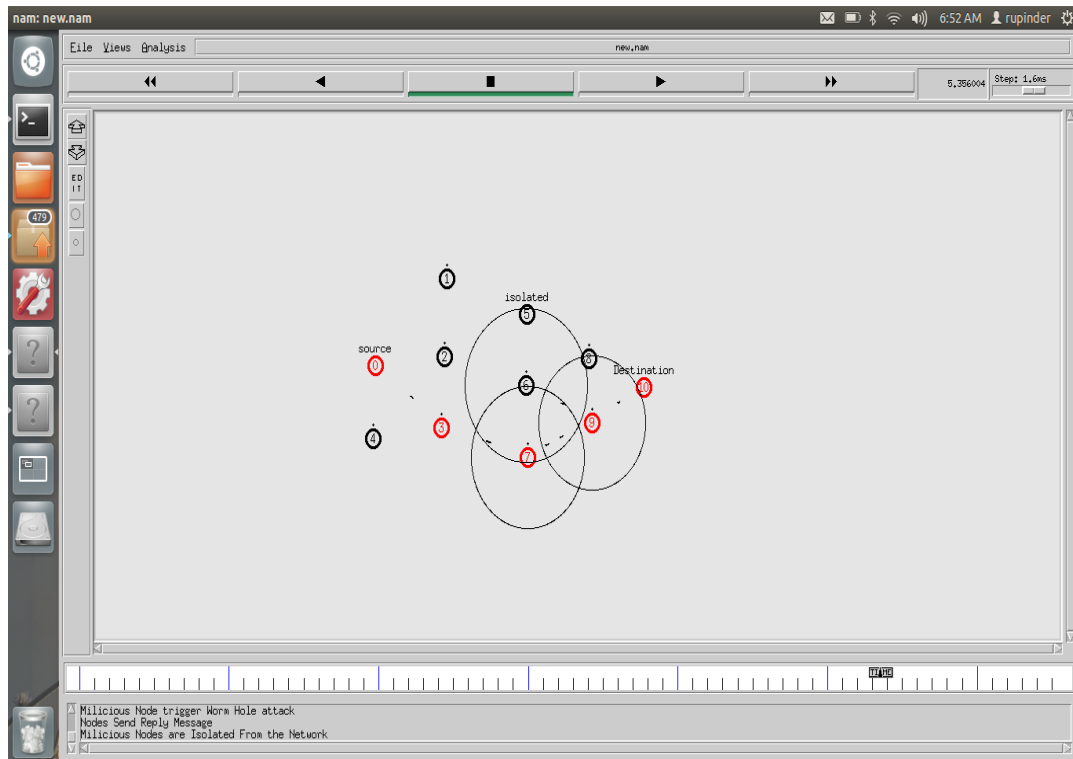 nam: new.nam
6:52 AM rupinder
File Views Analysis new.nam
5.356004 Step: 1.6ms
ED
IT
479
1
isolated
5
source
2
8
0
Destination
6
10
3
9
4
7
TIME
Milicious Node trigger Worm Hole attack
Nodes Send Reply Message
Milicious Nodes are Isolated From the Network